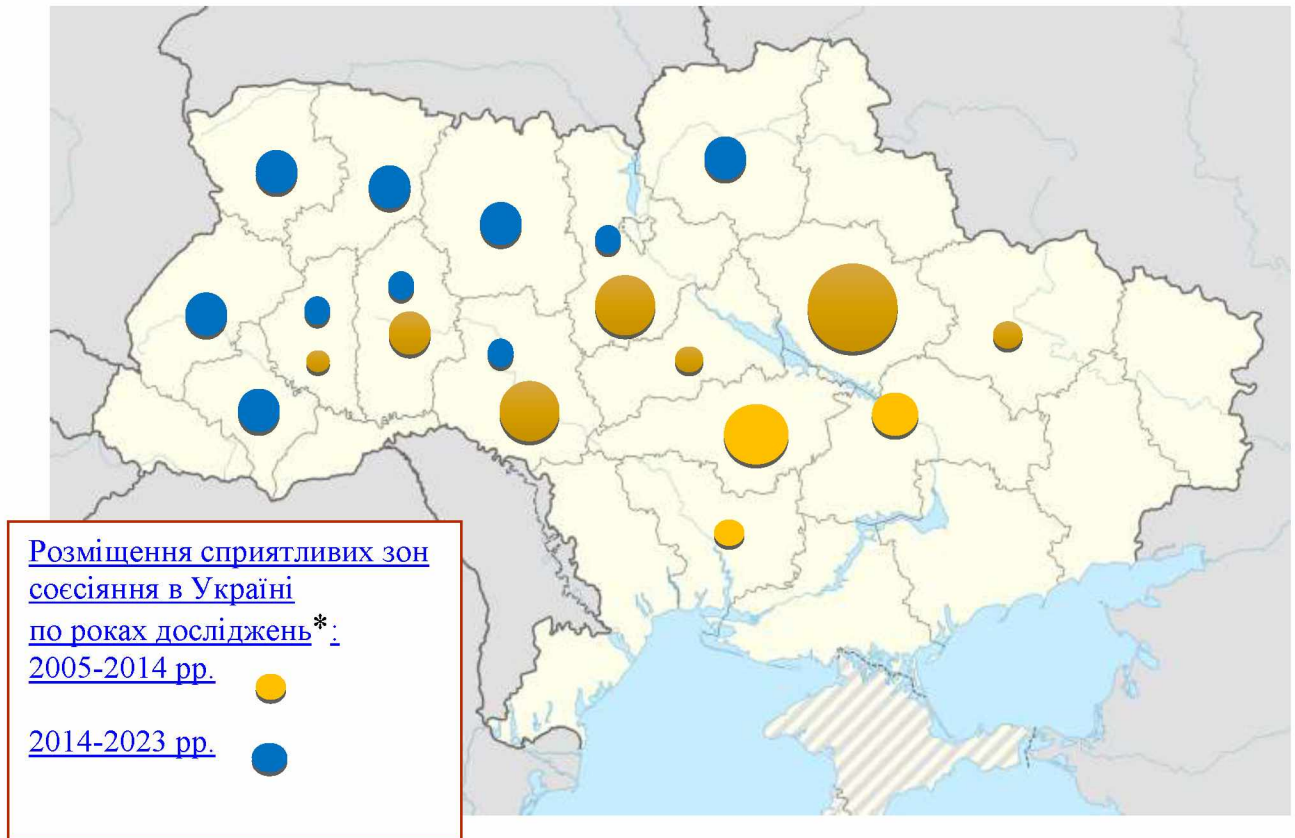 Розміщення сприятливих зон
соєсіяння в Україні
по роках досліджень*:
2005-2014 рр.
2014-2023 рр.